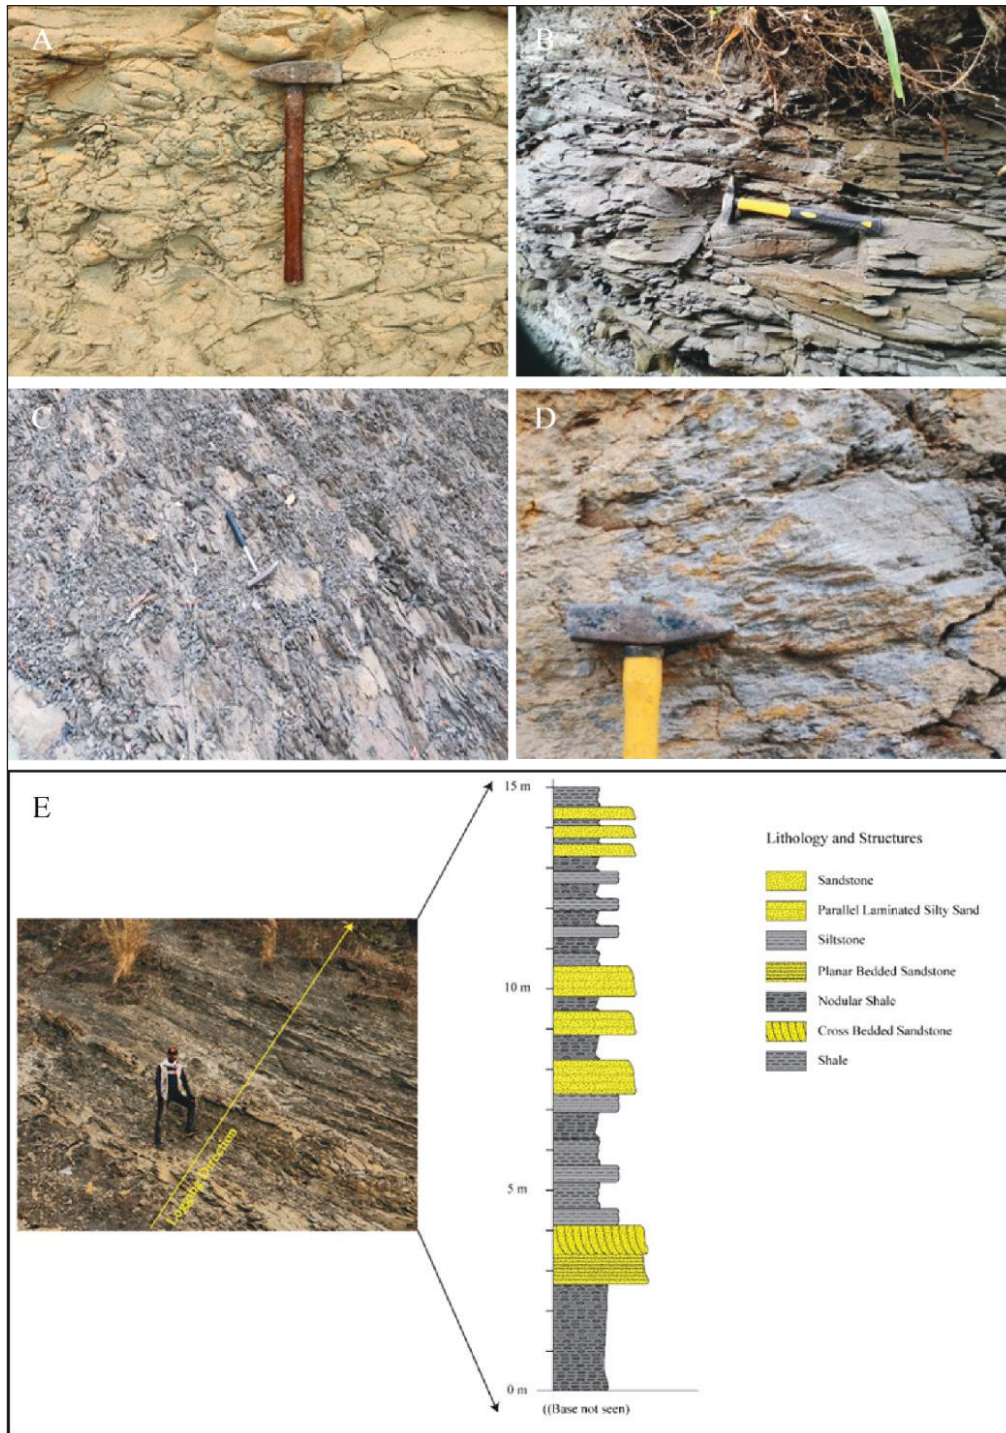 A
B
C
D
E
15 m
Lithology and Structures
Sandstone
Parallel Laminated Silty Sand
Siltstone
Planar Bedded Sandstone
10 m
Nodular Shale
Cross Bedded Sandstone
Shale
Logging Direction
5 m
0 m
((Base not seen)